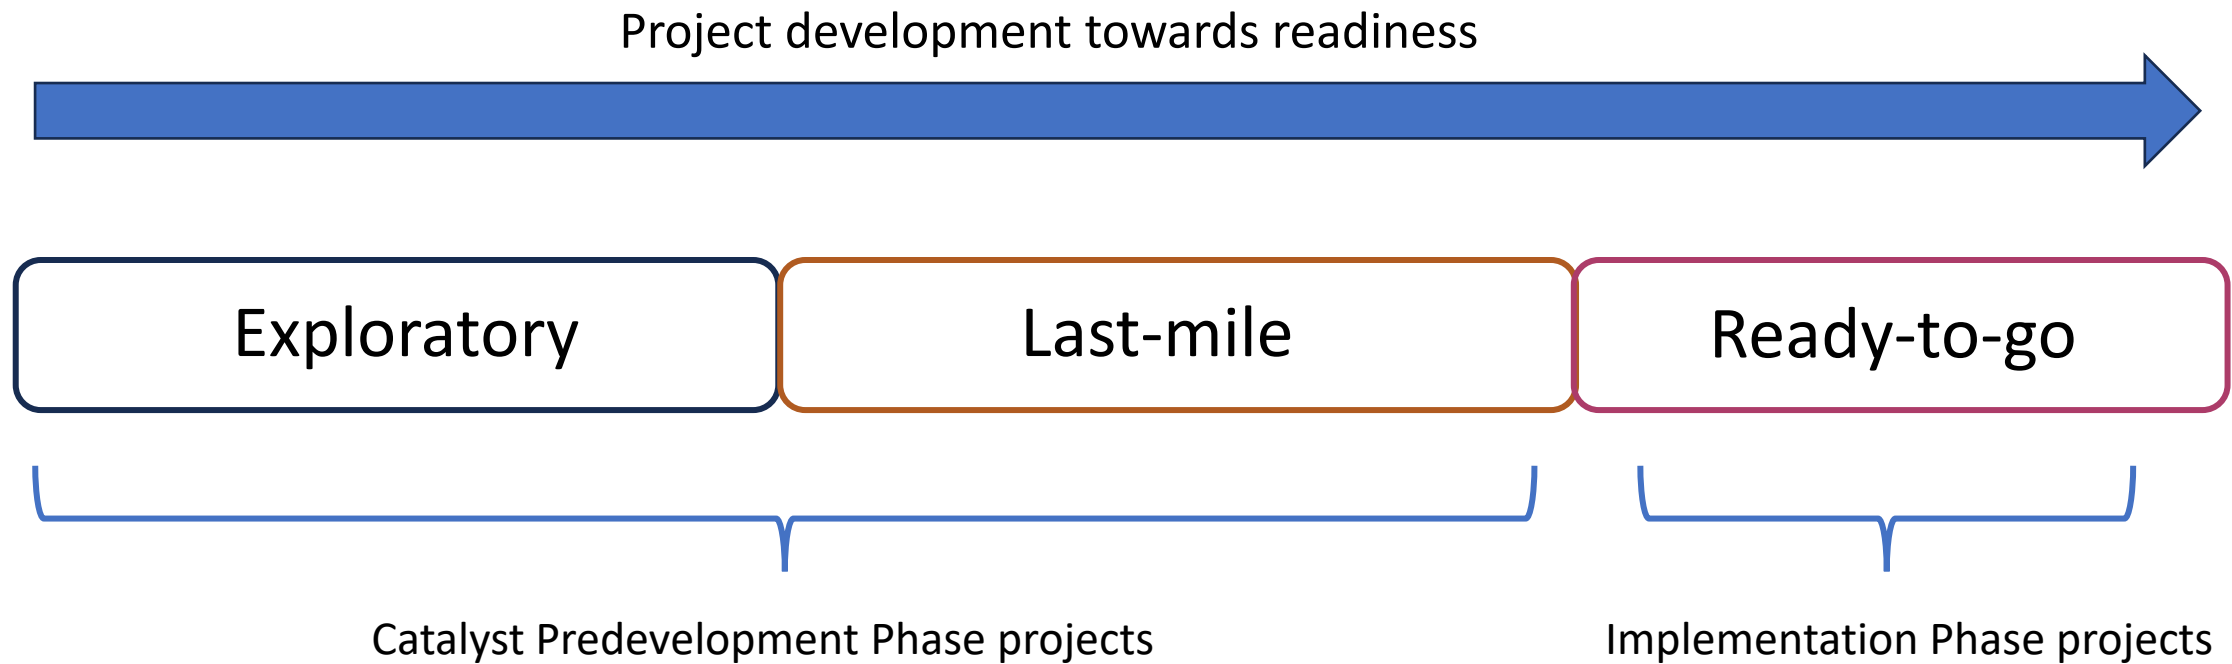 Project development towards readiness
Exploratory
Last-mile
Ready-to-go
Catalyst Predevelopment Phase projects
Implementation Phase projects